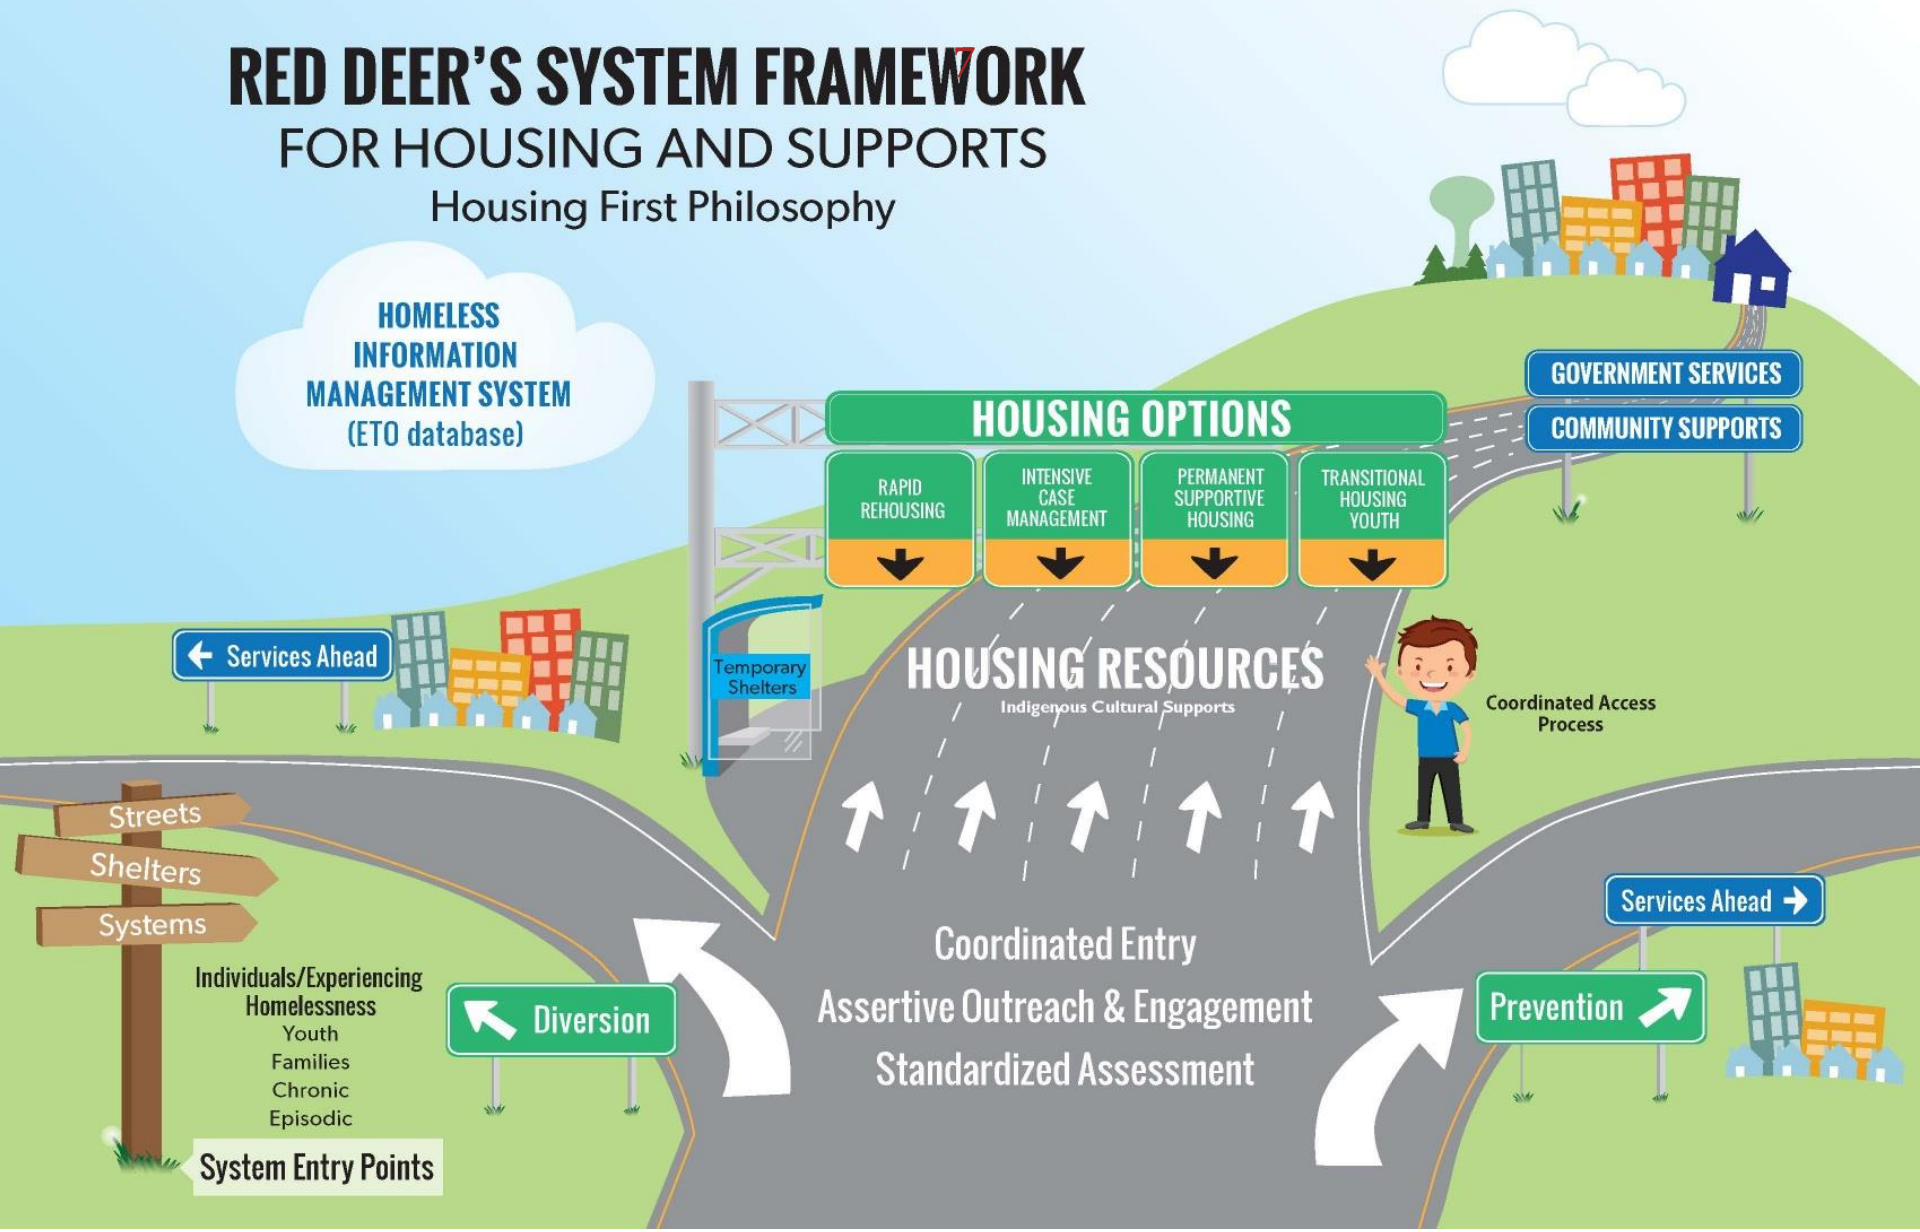 RED DEER'S SYSTEM FRAMEWORK
7
FOR HOUSING AND SUPPORTS
Housing First Philosophy
HOMELESS
INFORMATION
MANAGEMENT SYSTEM
(ETO database)
GOVERNMENT SERVICES
COMMUNITY SUPPORTS
HOUSING OPTIONS
RAPID
REHOUSING
INTENSIVE
CASE
MANAGEMENT
PERMANENT
SUPPORTIVE
HOUSING
TRANSITIONAL
HOUSING
YOUTH
← Services Ahead
Temporary
Shelters
HOUSING RESOURCES
Indigenous Cultural Supports
Coordinated Access
Process
Streets
Shelters
Systems
Individuals/Experiencing
Homelessness
Youth
Families
Chronic
Episodic
System Entry Points
Diversion
Coordinated Entry
Assertive Outreach & Engagement
Standardized Assessment
Services Ahead →
Prevention